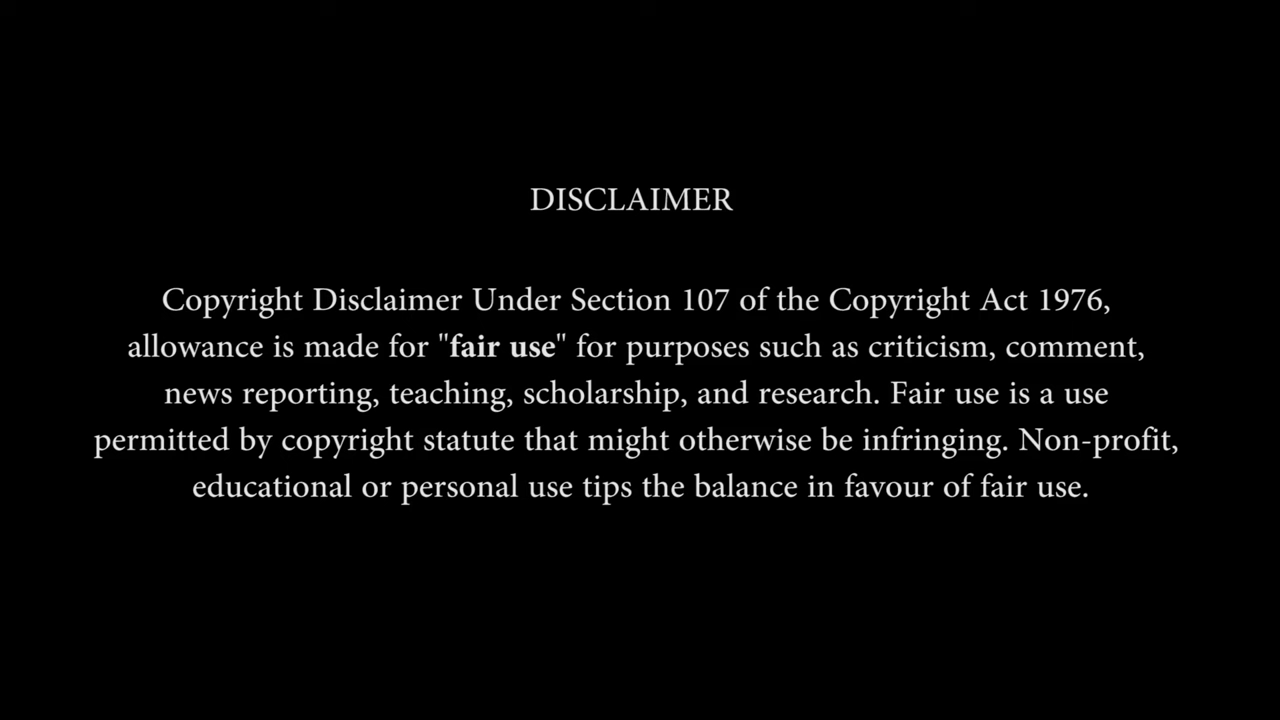 DISCLAIMER
Copyright Disclaimer Under Section 107 of the Copyright Act 1976,
allowance is made for "fair use" for purposes such as criticism, comment,
news reporting, teaching, scholarship, and research. Fair use is a use
permitted by copyright statute that might otherwise be infringing. Non-profit,
educational or personal use tips the balance in favour of fair use.